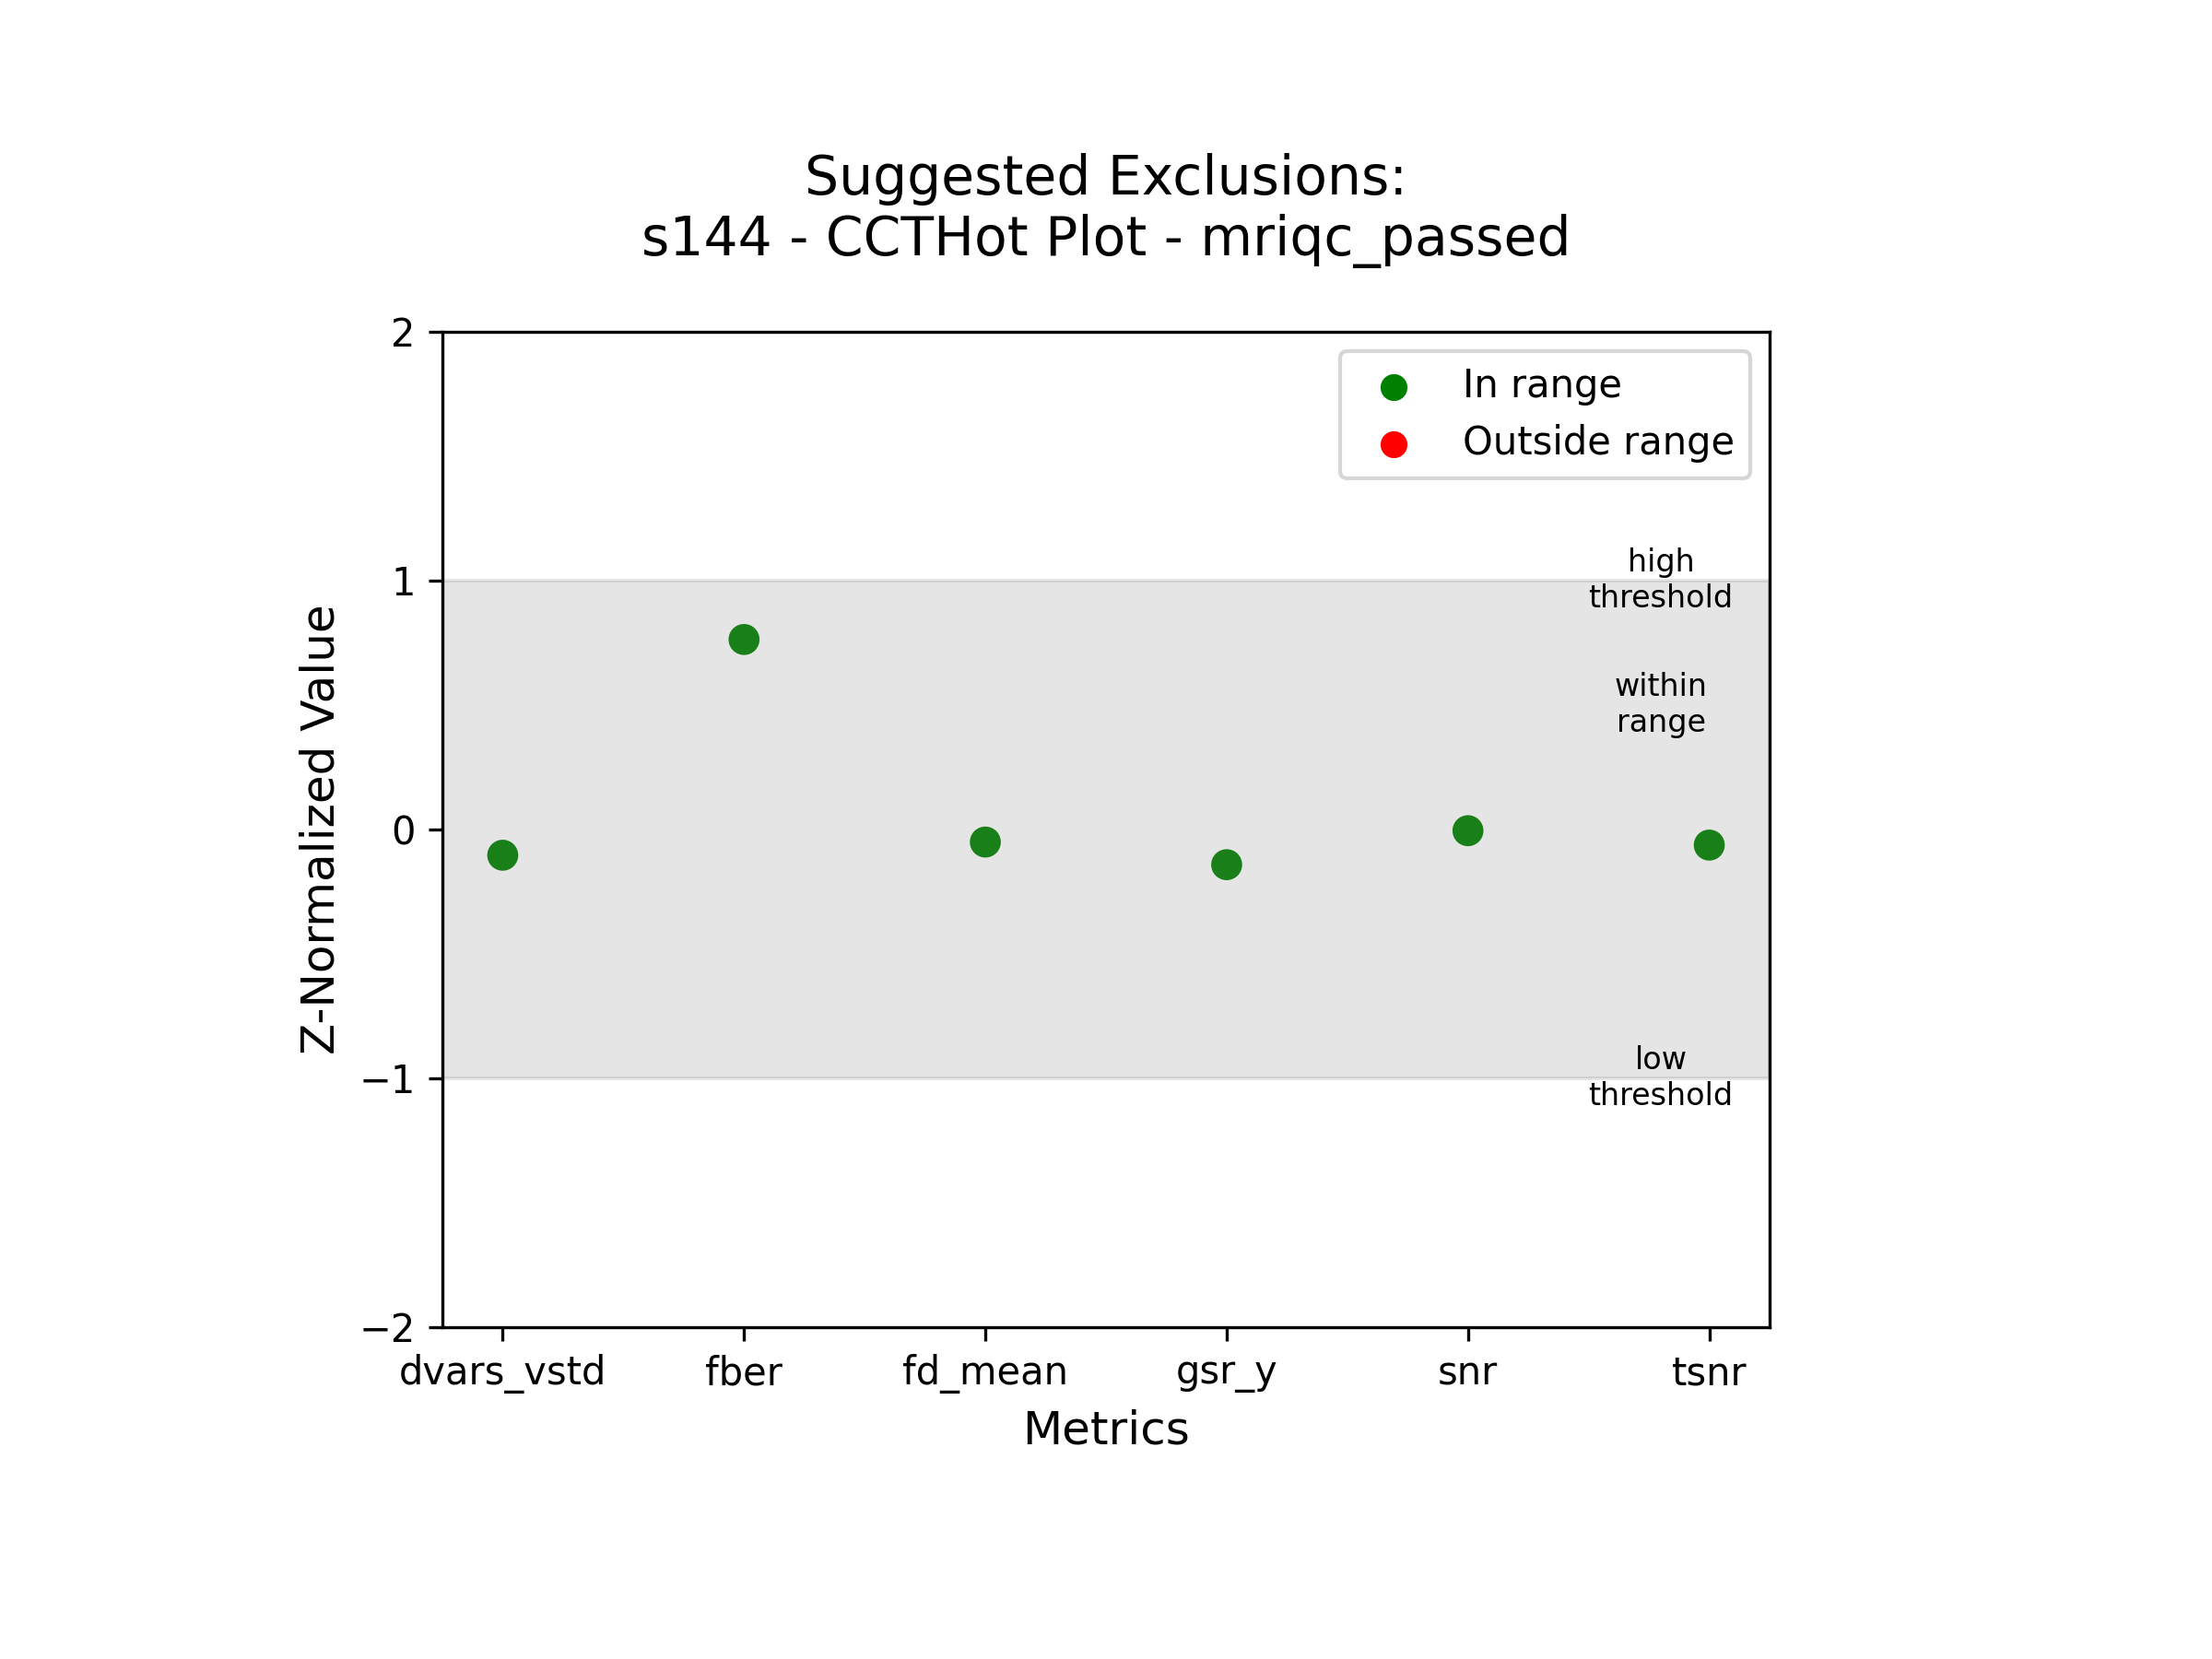 Suggested Exclusions:
s144 - CCTHot Plot - mriqc_passed
2
1
0
−1
−2
Z-Normalized Value
In range
Outside range
high
threshold
within
range
low
threshold
dvars_vstd
fber
fd_mean
gsr_y
snr
tsnr
Metrics